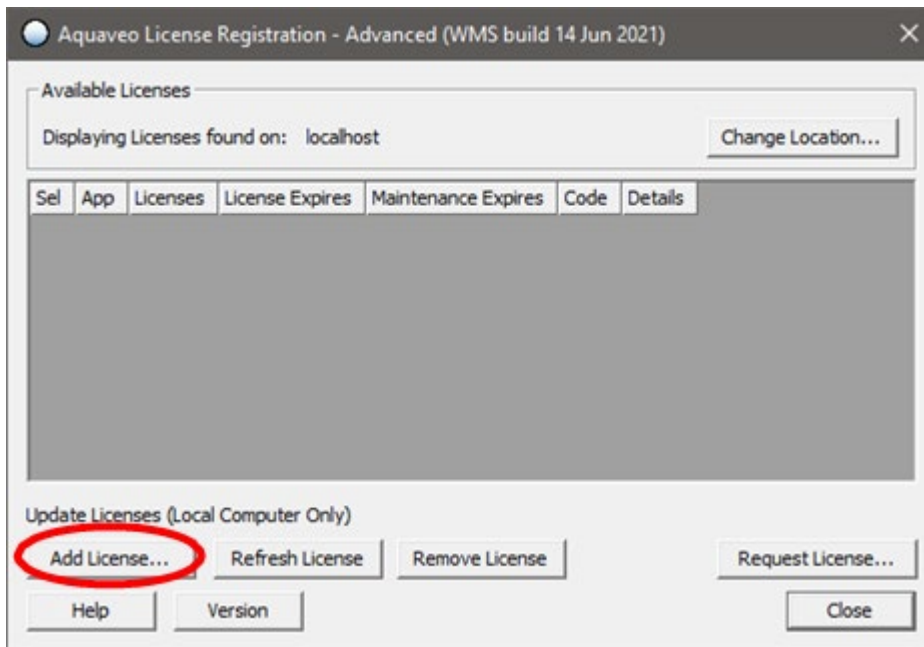 Aquaveo License Registration - Advanced (WMS build 14 Jun 2021)
Available Licenses
Displaying Licenses found on: localhost
Change Location...
Sel App Licenses License Expires Maintenance Expires Code Details
Update Licenses (Local Computer Only)
Add License... Refresh License Remove License Request License...
Help Version Close